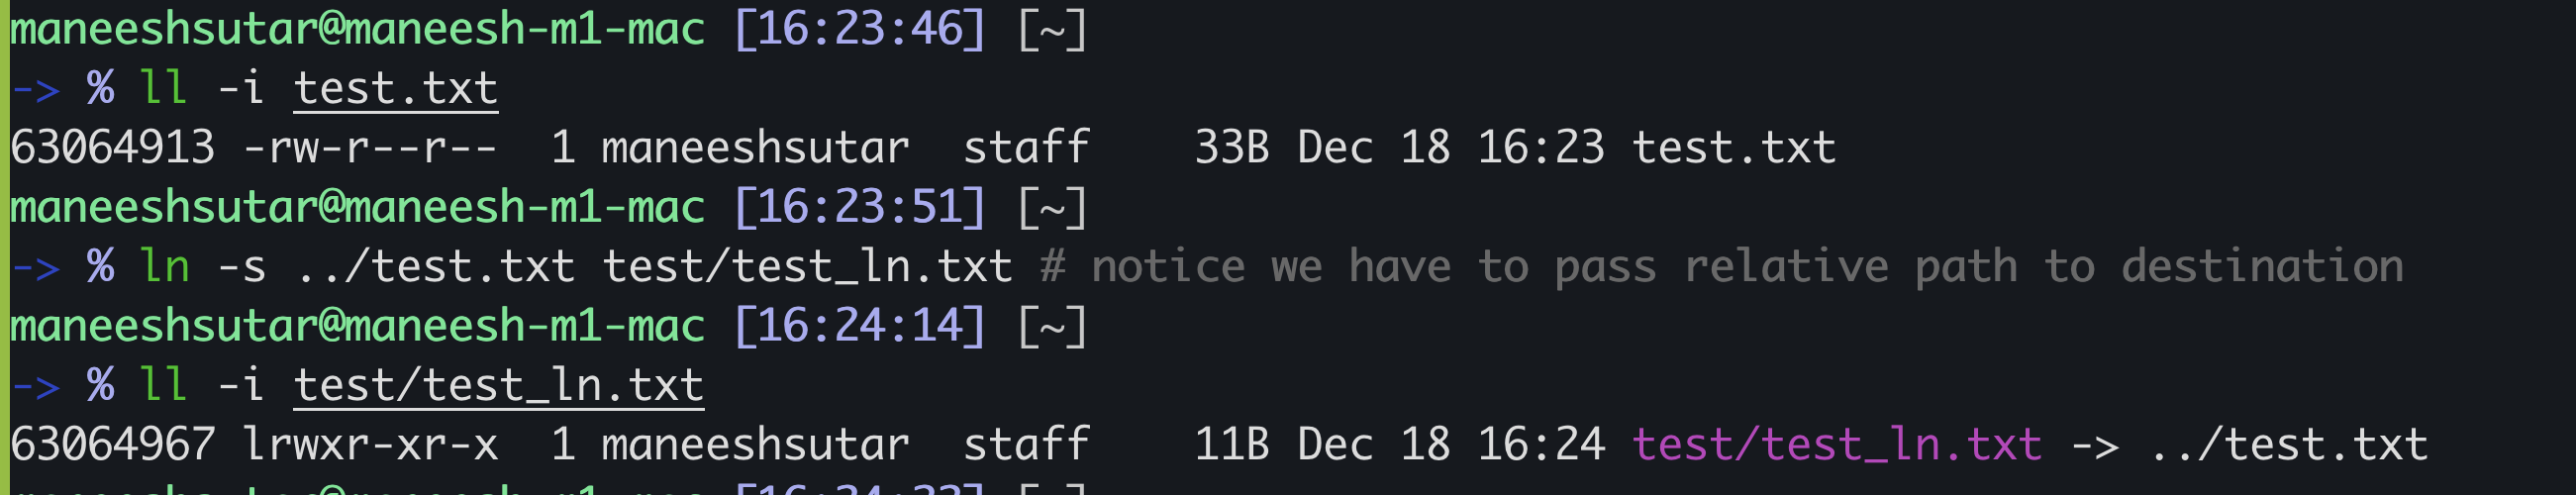 maneeshsutar@maneesh-m1-mac [16:23:46] [~]
-> % ll -i test.txt
63064913 -rw-r--r--  1 maneeshsutar  staff    33B Dec 18 16:23 test.txt
maneeshsutar@maneesh-m1-mac [16:23:51] [~]
-> % ln -s ../test.txt test/test_ln.txt # notice we have to pass relative path to destination
maneeshsutar@maneesh-m1-mac [16:24:14] [~]
-> % ll -i test/test_ln.txt
63064967 lrwxr-xr-x  1 maneeshsutar  staff    11B Dec 18 16:24 test/test_ln.txt -> ../test.txt